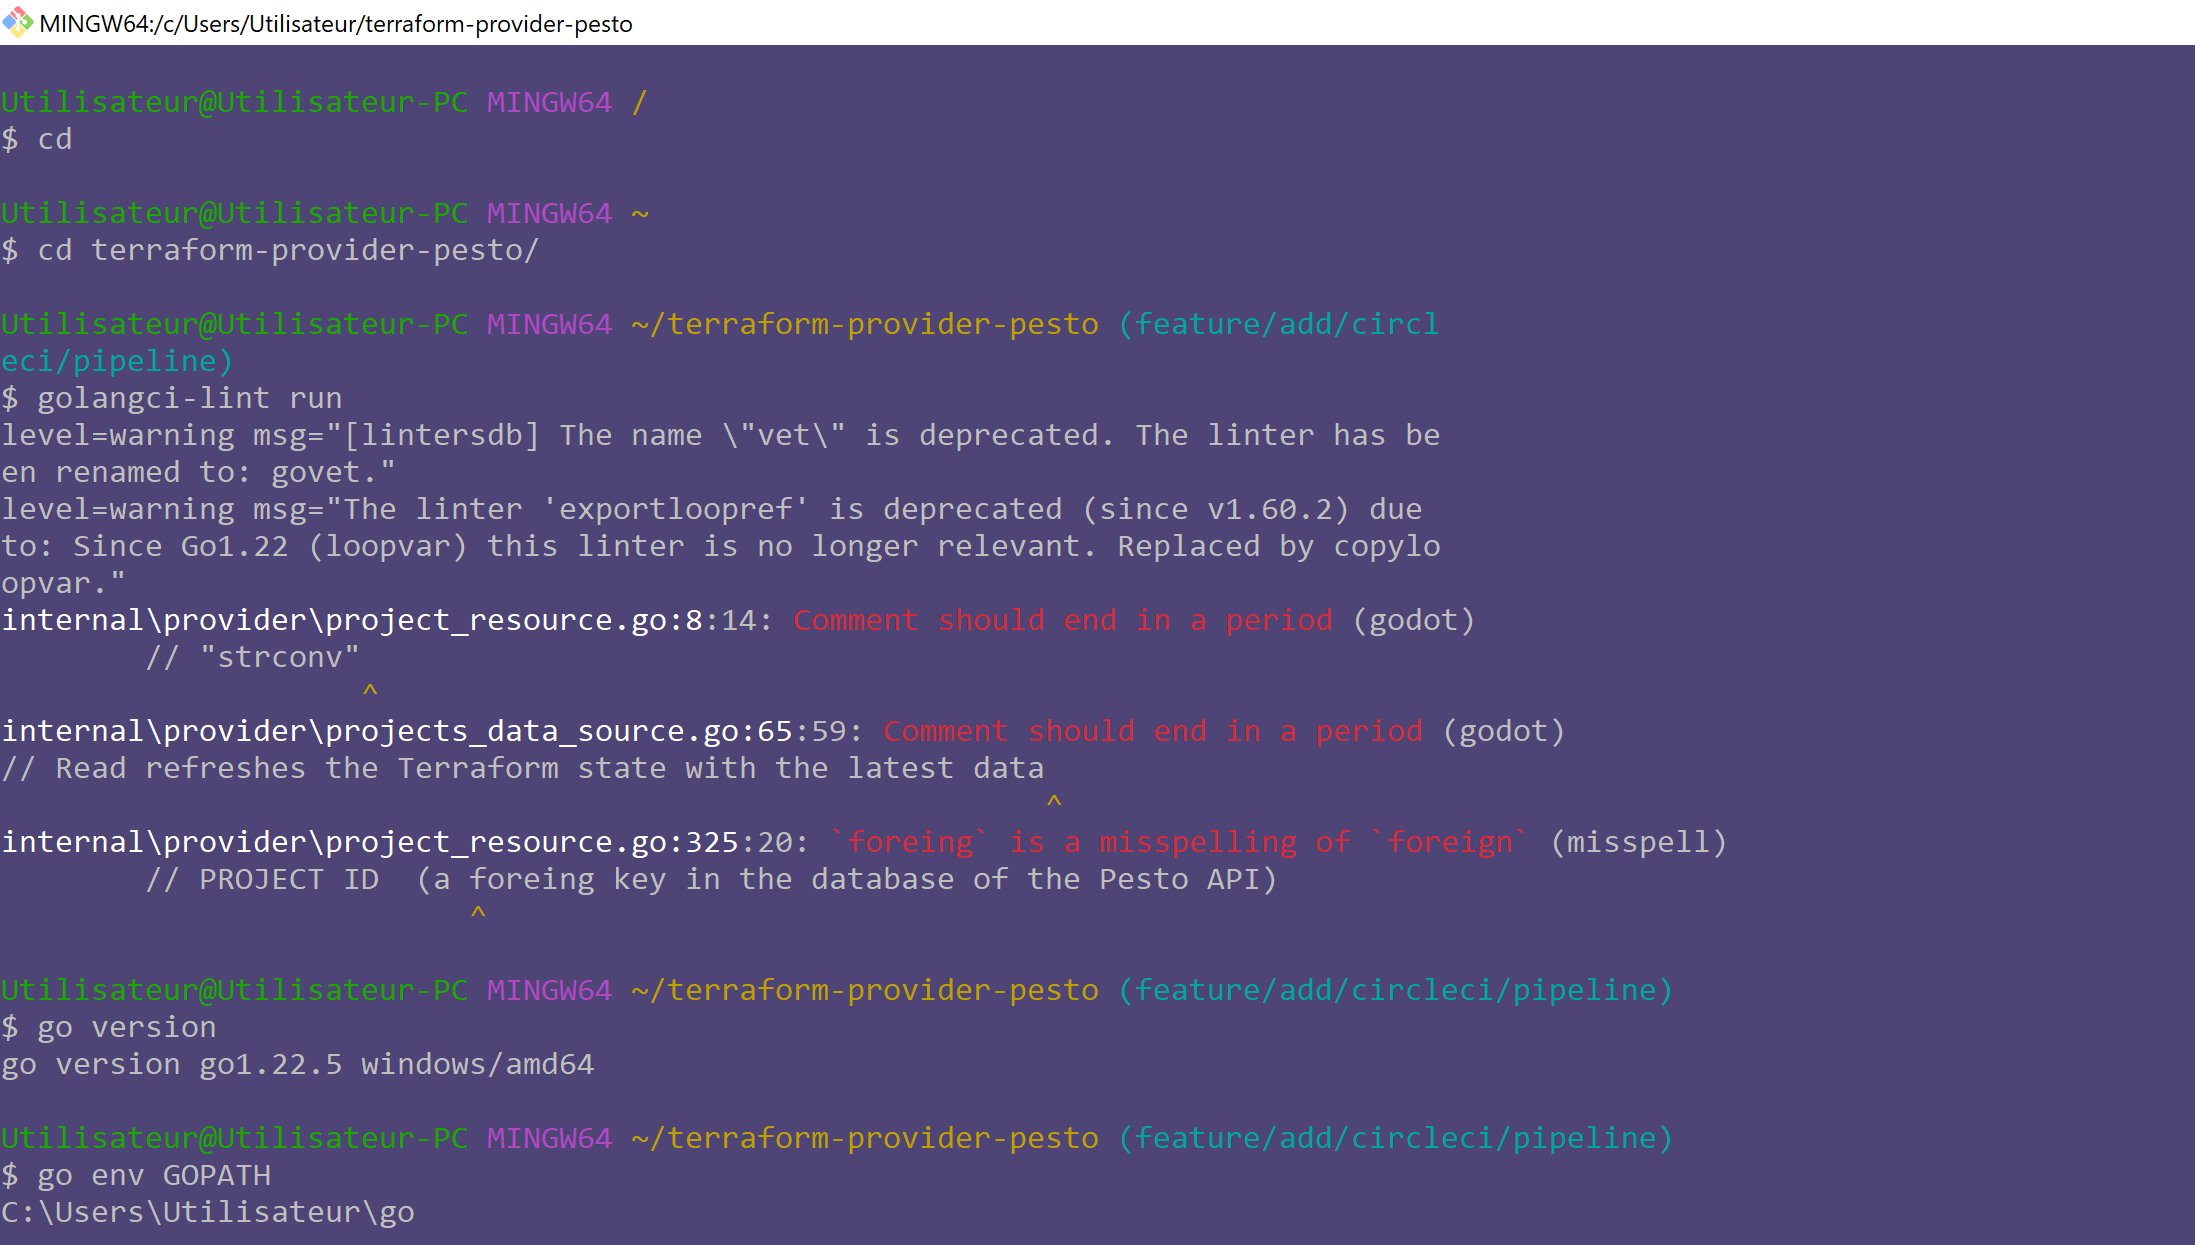 MINGW64:/c/Users/Utilisateur/terraform-provider-pesto
Utilisateur@Utilisateur-PC MINGW64 /
$ cd
Utilisateur@Utilisateur-PC MINGW64 ~
$ cd terraform-provider-pesto/
Utilisateur@Utilisateur-PC MINGW64 ~/terraform-provider-pesto (feature/add/circl
eci/pipeline)
$ golangci-lint run
level=warning msg="[lintersdb] The name \"vet\" is deprecated. The linter has be
en renamed to: govet."
level=warning msg="The linter 'exportloopref' is deprecated (since v1.60.2) due
to: Since Go1.22 (loopvar) this linter is no longer relevant. Replaced by copylo
opvar."
internal\provider\project_resource.go:8:14: Comment should end in a period (godot)
        // "strconv"
                    ^
internal\provider\projects_data_source.go:65:59: Comment should end in a period (godot)
// Read refreshes the Terraform state with the latest data
                                                          ^
internal\provider\project_resource.go:325:20: `foreing` is a misspelling of `foreign` (misspell)
        // PROJECT ID  (a foreing key in the database of the Pesto API)
                          ^
Utilisateur@Utilisateur-PC MINGW64 ~/terraform-provider-pesto (feature/add/circleci/pipeline)
$ go version
go version go1.22.5 windows/amd64
Utilisateur@Utilisateur-PC MINGW64 ~/terraform-provider-pesto (feature/add/circleci/pipeline)
$ go env GOPATH
C:\Users\Utilisateur\go